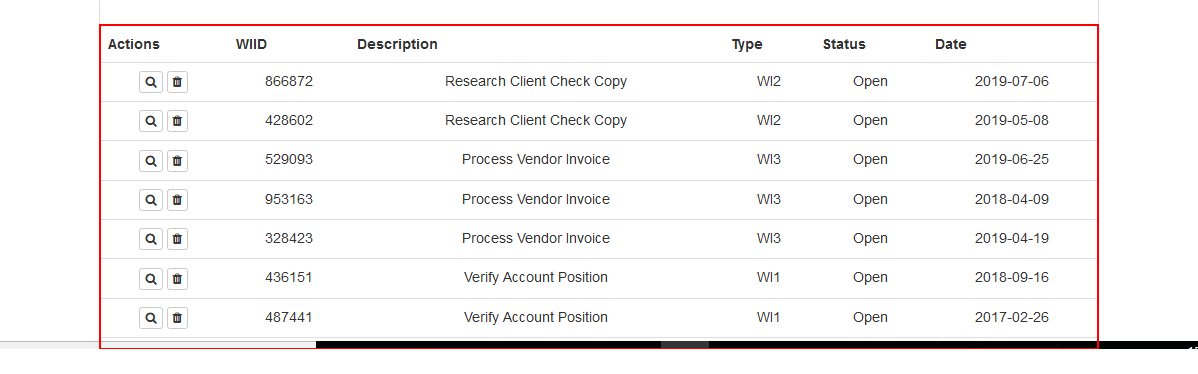 Actions WIID Description Type Status Date
866872 Research Client Check Copy WI2 Open 2019-07-06
428602 Research Client Check Copy WI2 Open 2019-05-08
529093 Process Vendor Invoice WI3 Open 2019-06-25
953163 Process Vendor Invoice WI3 Open 2018-04-09
328423 Process Vendor Invoice WI3 Open 2019-04-19
436151 Verify Account Position WI1 Open 2018-09-16
487441 Verify Account Position WI1 Open 2017-02-26